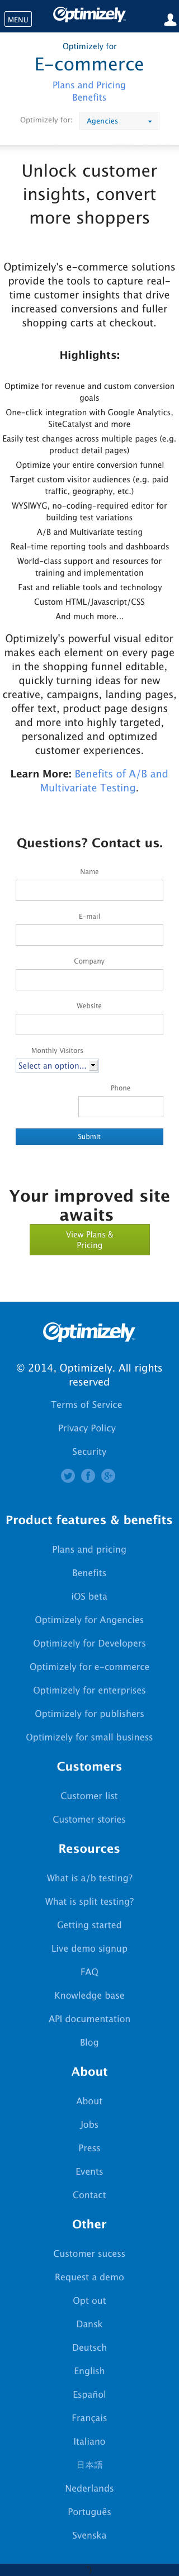 MENU
Optimizely
Optimizely for
E-commerce
Plans and Pricing
Benefits
Optimizely for:
Agencies
Unlock customer
insights, convert
more shoppers
Optimizely's e-commerce solutions
provide the tools to capture real-
time customer insights that drive
increased conversions and fuller
shopping carts at checkout.
Highlights:
Optimize for revenue and custom conversion
goals
One-click integration with Google Analytics,
SiteCatalyst and more
Easily test changes across multiple pages (e.g.
product detail pages)
Optimize your entire conversion funnel
Target custom visitor audiences (e.g. paid
traffic, geography, etc.)
WYSIWYG, no-coding-required editor for
building test variations
A/B and Multivariate testing
Real-time reporting tools and dashboards
World-class support and resources for
training and implementation
Fast and reliable tools and technology
Custom HTML/Javascript/CSS
And much more...
Optimizely's powerful visual editor
makes each element on every page
in the shopping funnel editable,
quickly turning ideas for new
creative, campaigns, landing pages,
offer text, product page designs
and more into highly targeted,
personalized and optimized
customer experiences.
Learn More: Benefits of A/B and
Multivariate Testing.
Questions? Contact us.
Name
E-mail
Company
Website
Monthly Visitors
Select an option...
Phone
Submit
Your improved site
awaits
View Plans &
Pricing
Optimizely
© 2014, Optimizely. All rights
reserved
Terms of Service
Privacy Policy
Security
Product features & benefits
Plans and pricing
Benefits
iOS beta
Optimizely for Angencies
Optimizely for Developers
Optimizely for e-commerce
Optimizely for enterprises
Optimizely for publishers
Optimizely for small business
Customers
Customer list
Customer stories
Resources
What is a/b testing?
What is split testing?
Getting started
Live demo signup
FAQ
Knowledge base
API documentation
Blog
About
About
Jobs
Press
Events
Contact
Other
Customer sucess
Request a demo
Opt out
Dansk
Deutsch
English
Español
Français
Italiano
日本語
Nederlands
Português
Svenska